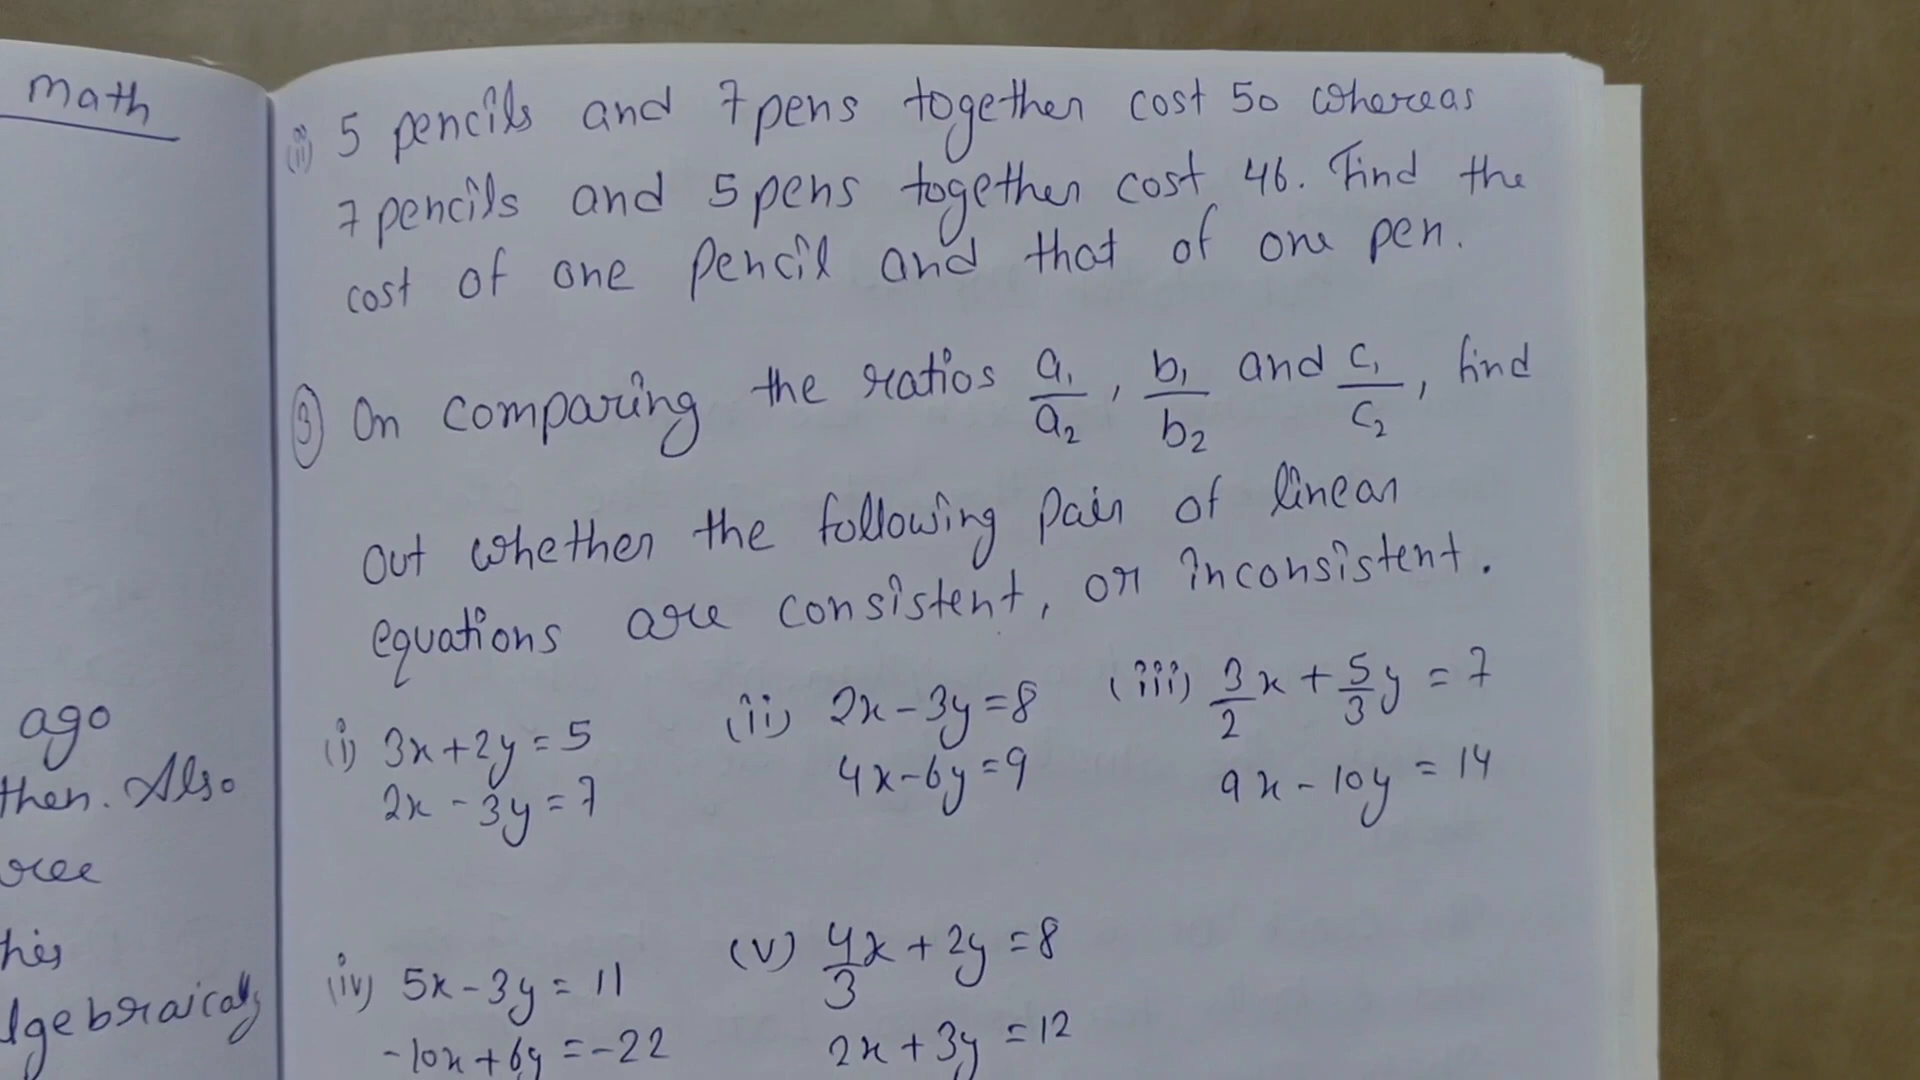 Math
ago
then. Also
ree
his
lgebraically
(ii) 5 pencils and 7 pens together cost 50 whereas
7 pencils and 5 pens together cost 46. Find the
cost of one Pencil and that of one pen.
(3) On comparing the ratios a₁/a₂, b₁/b₂ and c₁/c₂, find
out whether the following pair of linear
equations are consistent, or inconsistent.
(i) 3x+2y=5 (ii) 2x-3y=8 (iii) 3/2x+5/3y=7
2x-3y=7 4x-6y=9 9x-10y=14
(iv) 5x-3y=11 (v) 4/3x+2y=8
-10x+6y=-22 2x+3y=12